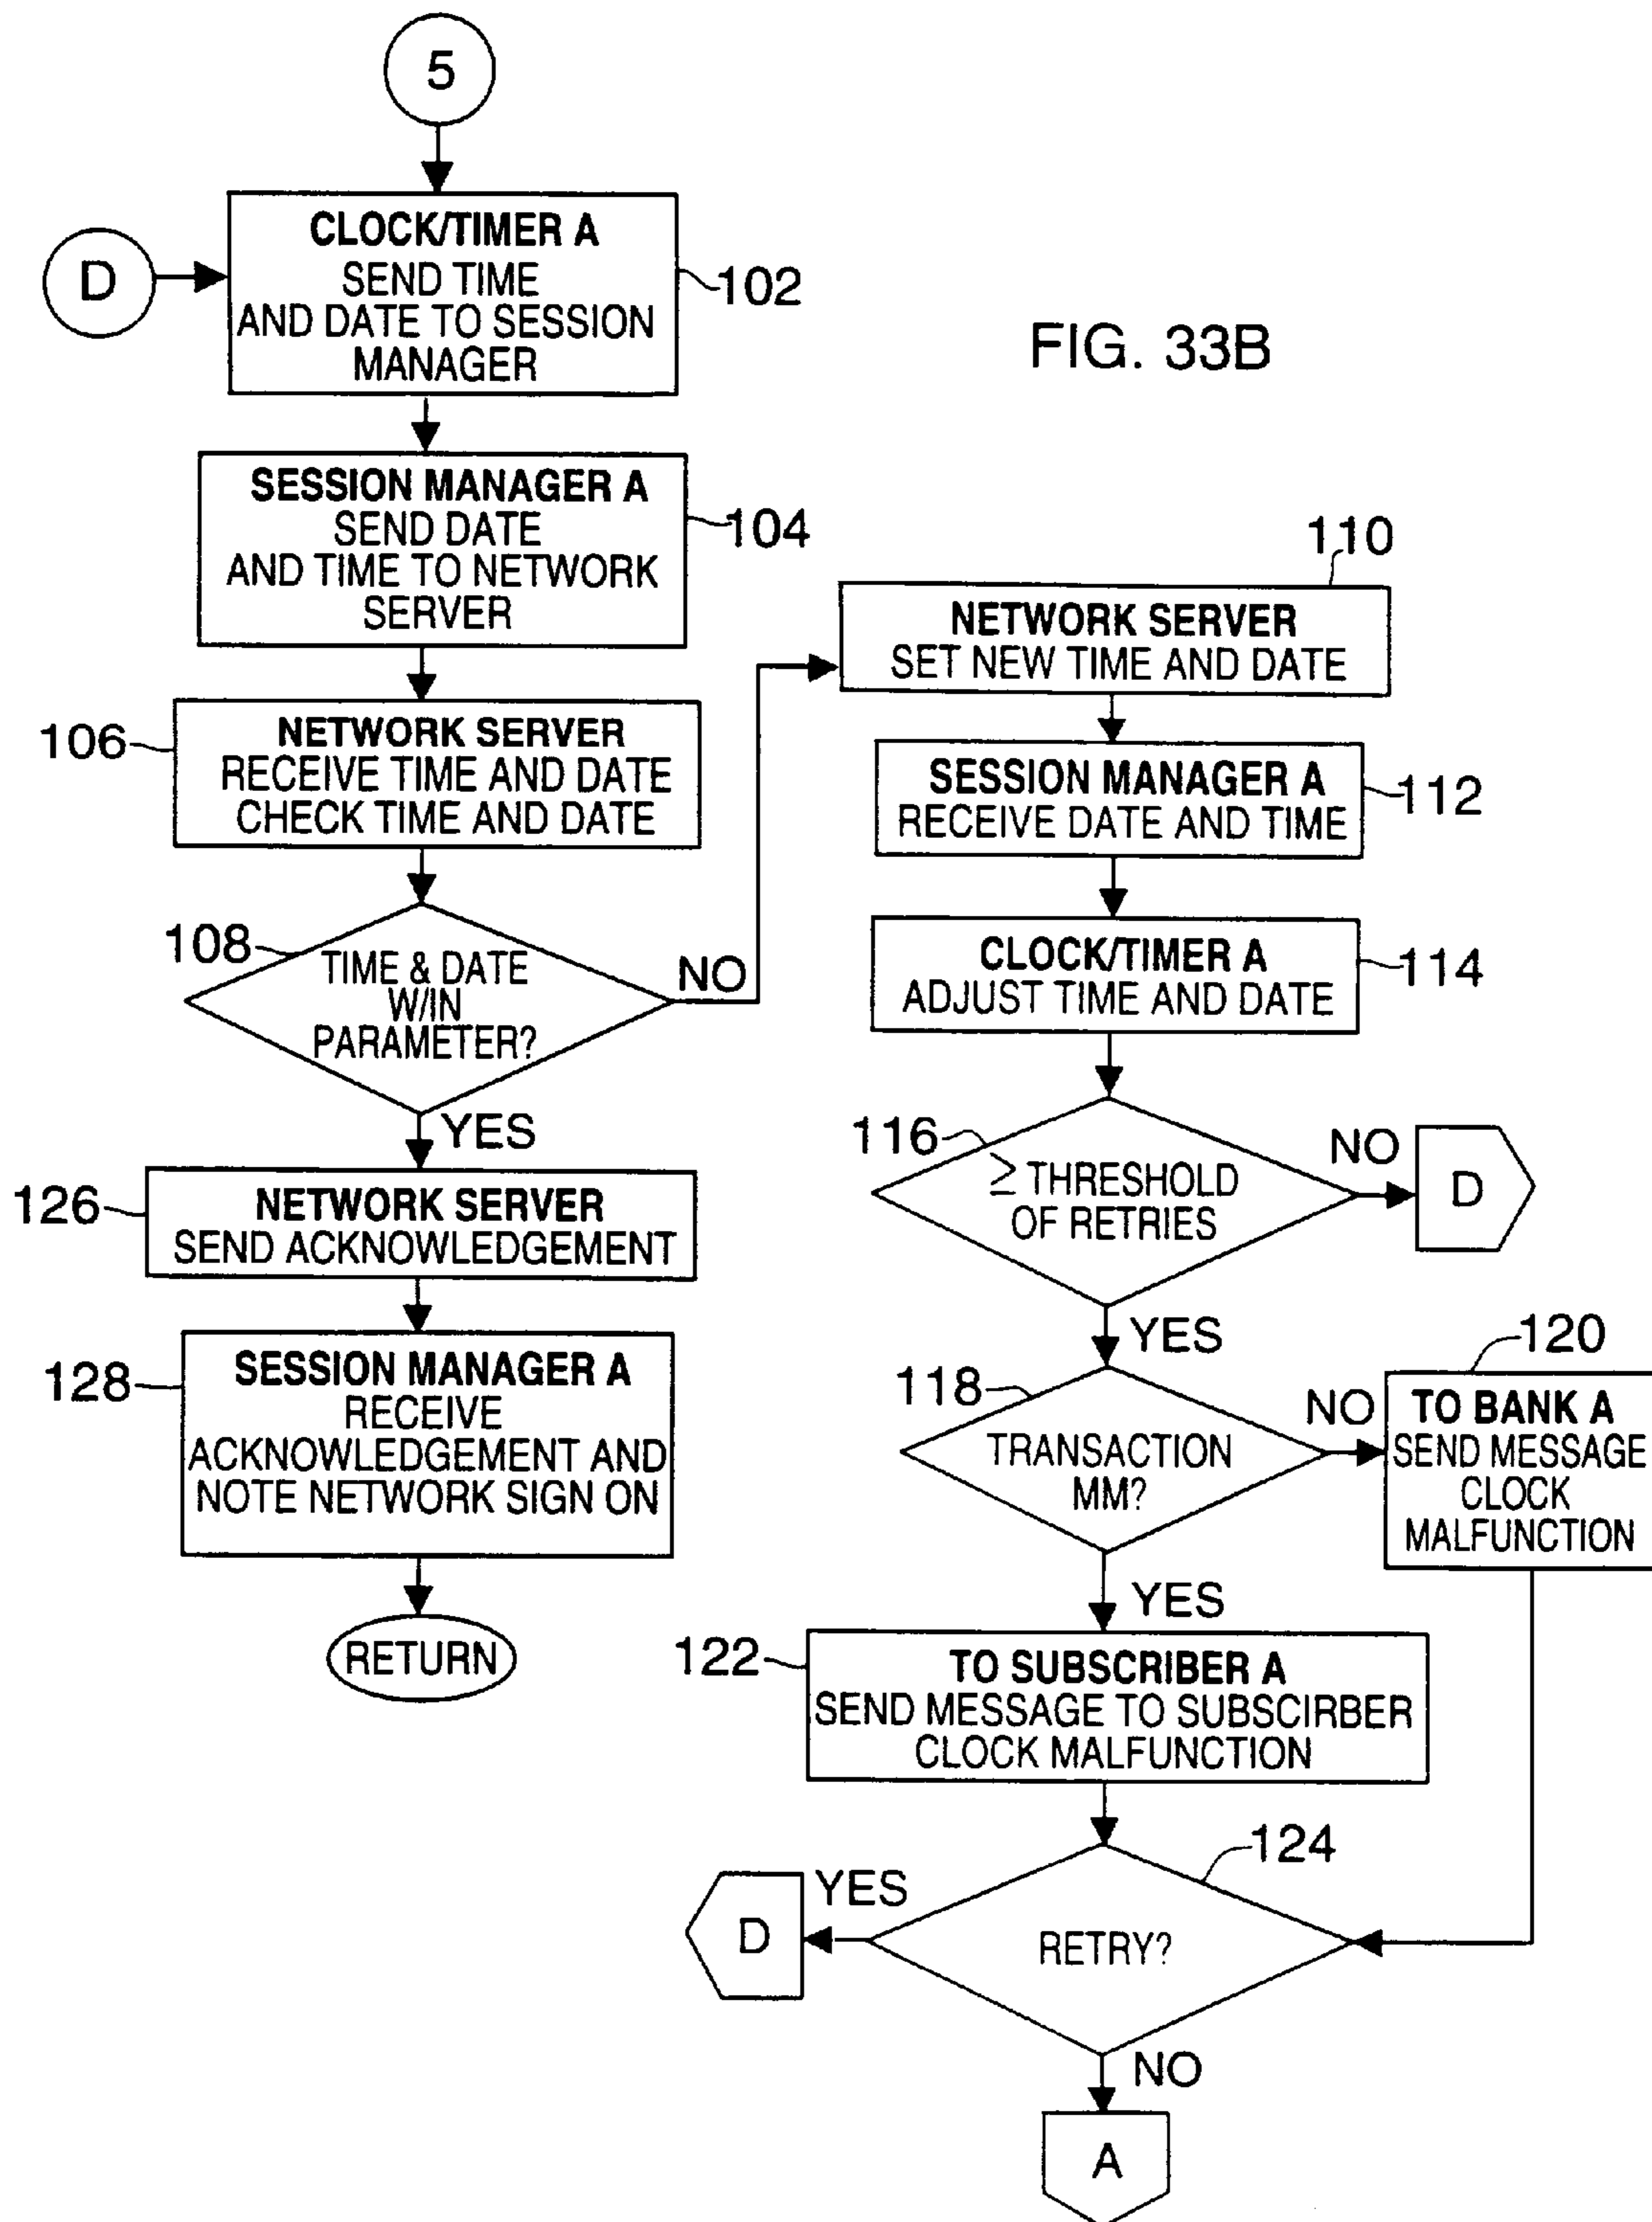 5
D
CLOCK/TIMER A
SEND TIME
AND DATE TO SESSION
MANAGER
102
FIG. 33B
SESSION MANAGER A
SEND DATE
AND TIME TO NETWORK
SERVER
104
106
NETWORK SERVER
RECEIVE TIME AND DATE
CHECK TIME AND DATE
108
TIME & DATE
W/IN
PARAMETER?
NO
YES
126
NETWORK SERVER
SEND ACKNOWLEDGEMENT
128
SESSION MANAGER A
RECEIVE
ACKNOWLEDGEMENT AND
NOTE NETWORK SIGN ON
RETURN
110
NETWORK SERVER
SET NEW TIME AND DATE
SESSION MANAGER A
RECEIVE DATE AND TIME
112
CLOCK/TIMER A
ADJUST TIME AND DATE
114
116
≥ THRESHOLD
OF RETRIES
NO
D
YES
118
TRANSACTION
MM?
NO
120
TO BANK A
SEND MESSAGE
CLOCK
MALFUNCTION
YES
122
TO SUBSCRIBER A
SEND MESSAGE TO SUBSCIRBER
CLOCK MALFUNCTION
124
RETRY?
YES
D
NO
A